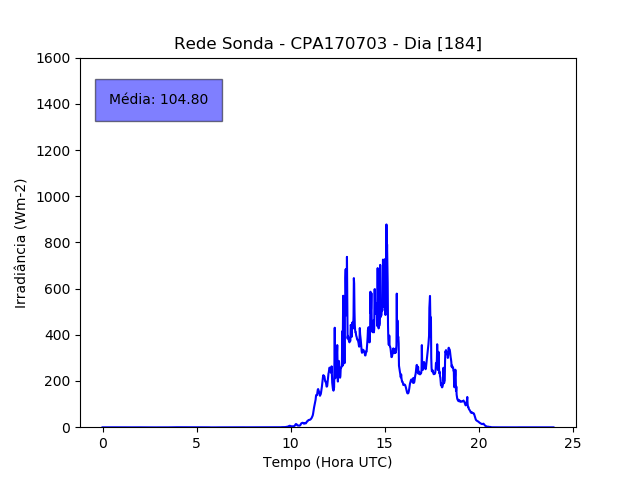 Rede Sonda - CPA170703 - Dia [184]
1600
1400
1200
1000
800
600
400
200
0
Irradiância (Wm-2)
Média: 104.80
0 5 10 15 20 25
Tempo (Hora UTC)